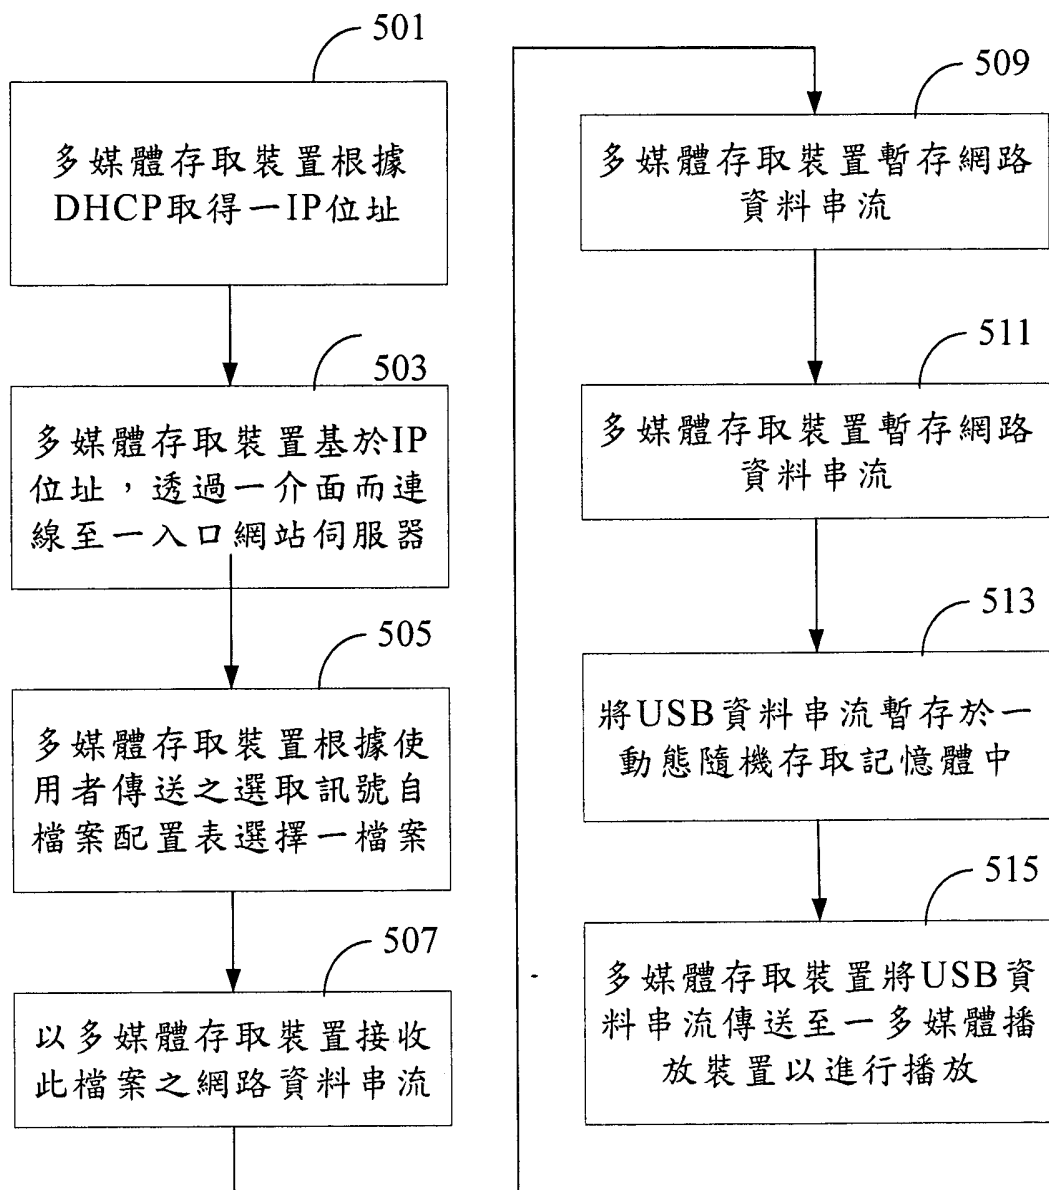 501
多媒體存取裝置根據
DHCP取得一IP位址
503
多媒體存取裝置基於IP
位址，透過一介面而連
線至一入口網站伺服器
505
多媒體存取裝置根據使
用者傳送之選取訊號自
檔案配置表選擇一檔案
507
以多媒體存取裝置接收
此檔案之網路資料串流
509
多媒體存取裝置暫存網路
資料串流
511
多媒體存取裝置暫存網路
資料串流
513
將USB資料串流暫存於一
動態隨機存取記憶體中
515
多媒體存取裝置將USB資
料串流傳送至一多媒體播
放裝置以進行播放